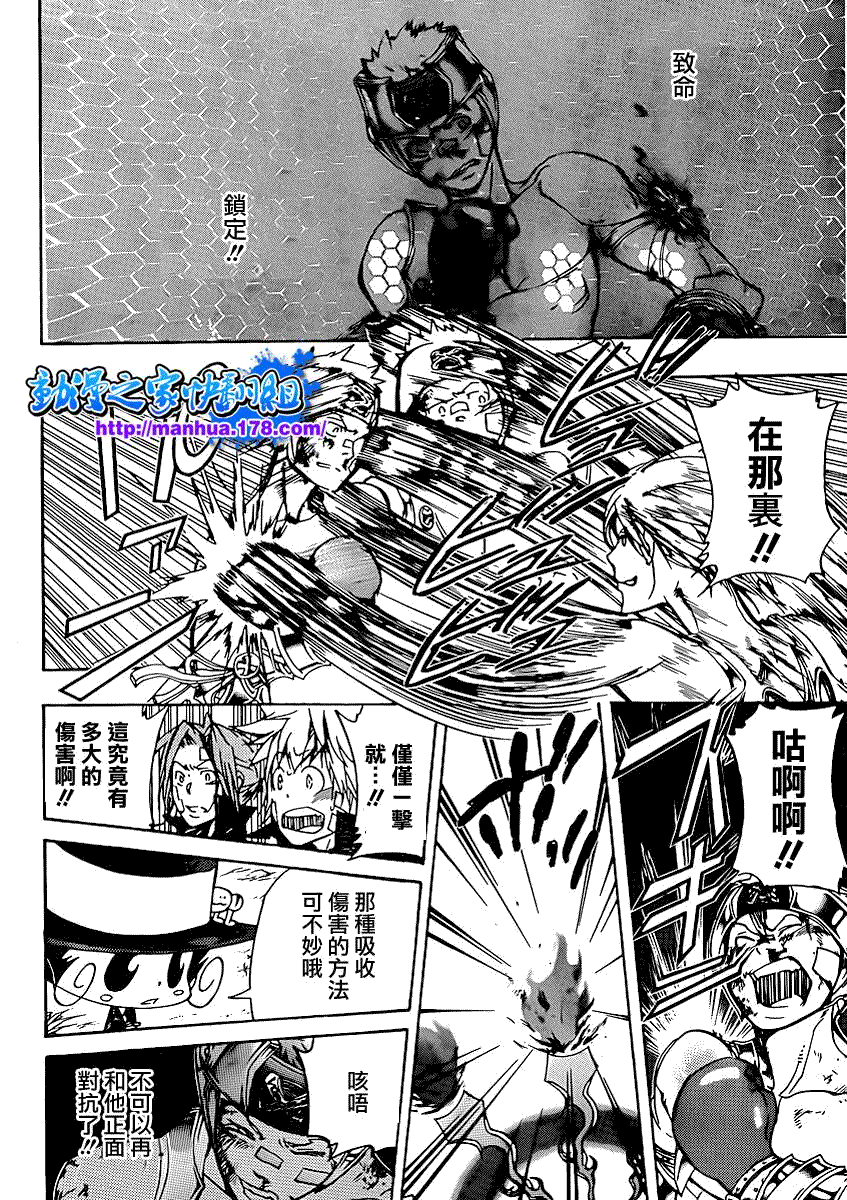 致命
鎖定!!
動漫之家快翻組
http://manhua.178.com/
在那裏!!
咕啊啊!!
僅僅一擊
就…!!
這究竟有
多大的
傷害啊!!
那種吸收
傷害的方法
可不妙哦
咳唔
不可以再
和他正面
對抗了!!